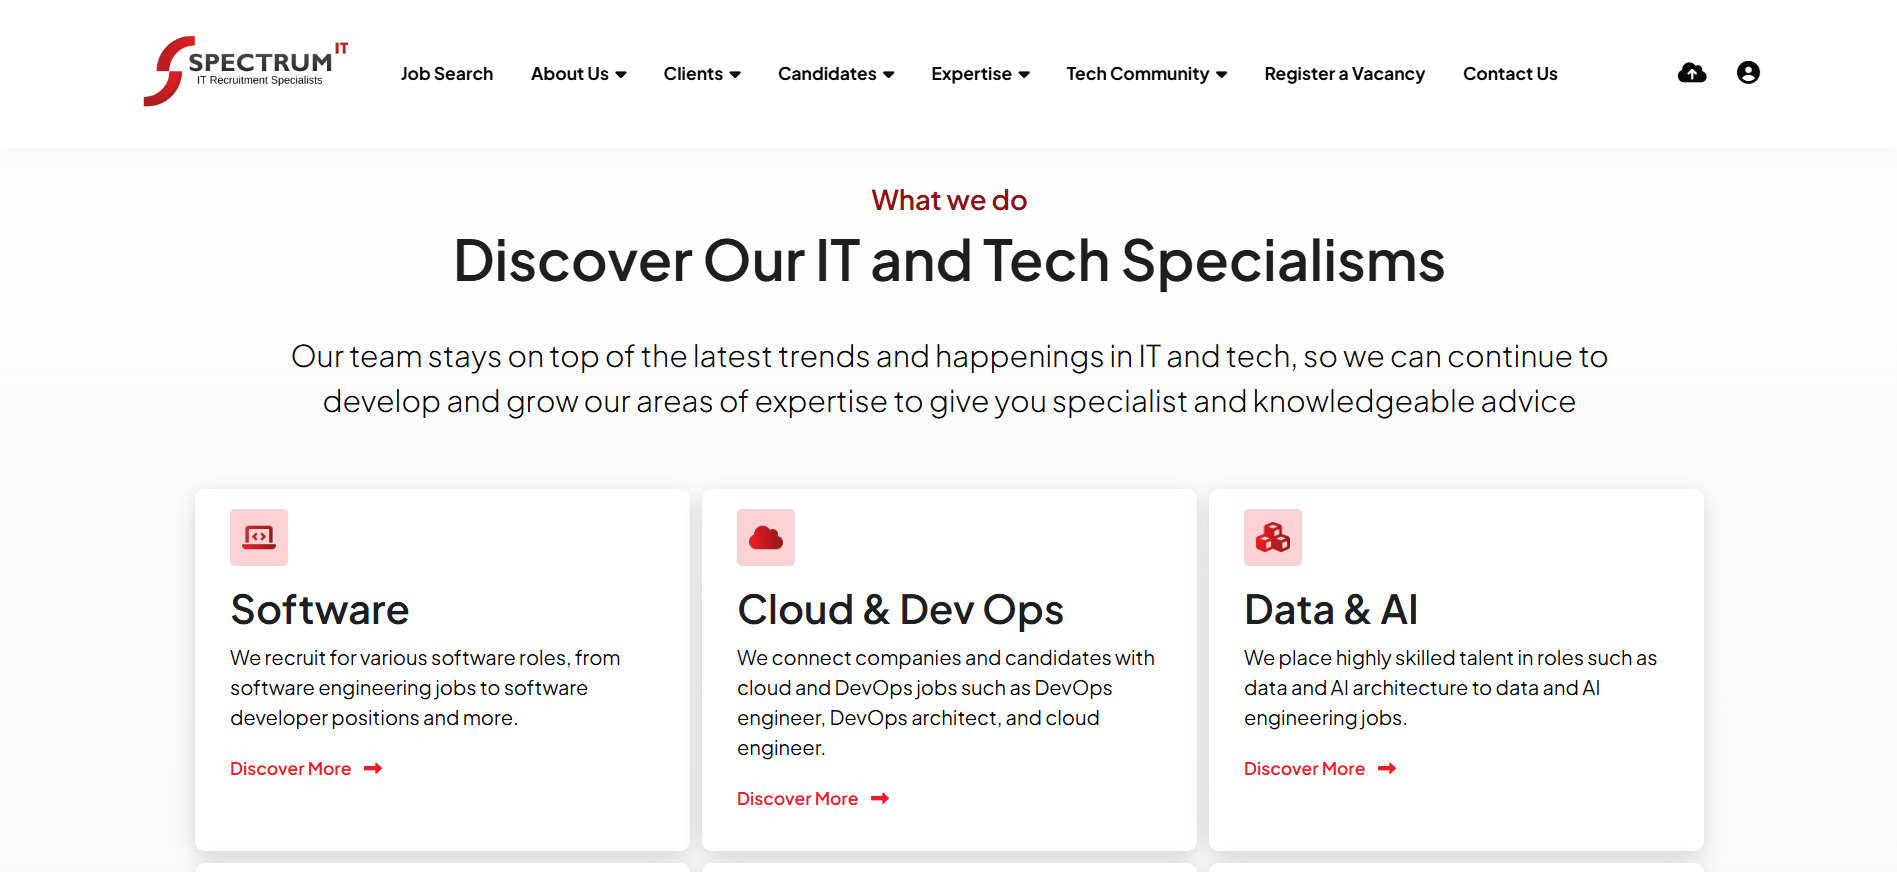 SPECTRUM IT
IT Recruitment Specialists
Job Search
About Us
Clients
Candidates
Expertise
Tech Community
Register a Vacancy
Contact Us
What we do
Discover Our IT and Tech Specialisms
Our team stays on top of the latest trends and happenings in IT and tech, so we can continue to
develop and grow our areas of expertise to give you specialist and knowledgeable advice
Software
We recruit for various software roles, from
software engineering jobs to software
developer positions and more.
Discover More
Cloud & Dev Ops
We connect companies and candidates with
cloud and DevOps jobs such as DevOps
engineer, DevOps architect, and cloud
engineer.
Discover More
Data & AI
We place highly skilled talent in roles such as
data and AI architecture to data and AI
engineering jobs.
Discover More